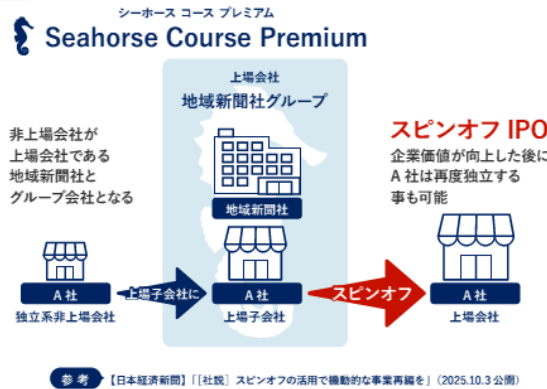 シーホース コース プレミアム
Seahorse Course Premium
上場会社
地域新聞社グループ
非上場会社が
上場会社である
地域新聞社と
グループ会社となる
地域新聞社
スピンオフ IPO
企業価値が向上した後に
A 社は再度独立する
事も可能
A 社
独立系非上場会社
上場子会社に
A 社
上場子会社
スピンオフ
A 社
上場会社
参考
【日本経済新聞】「[社説] スピンオフの活用で機動的な事業再編を」（2025.10.3 公開）